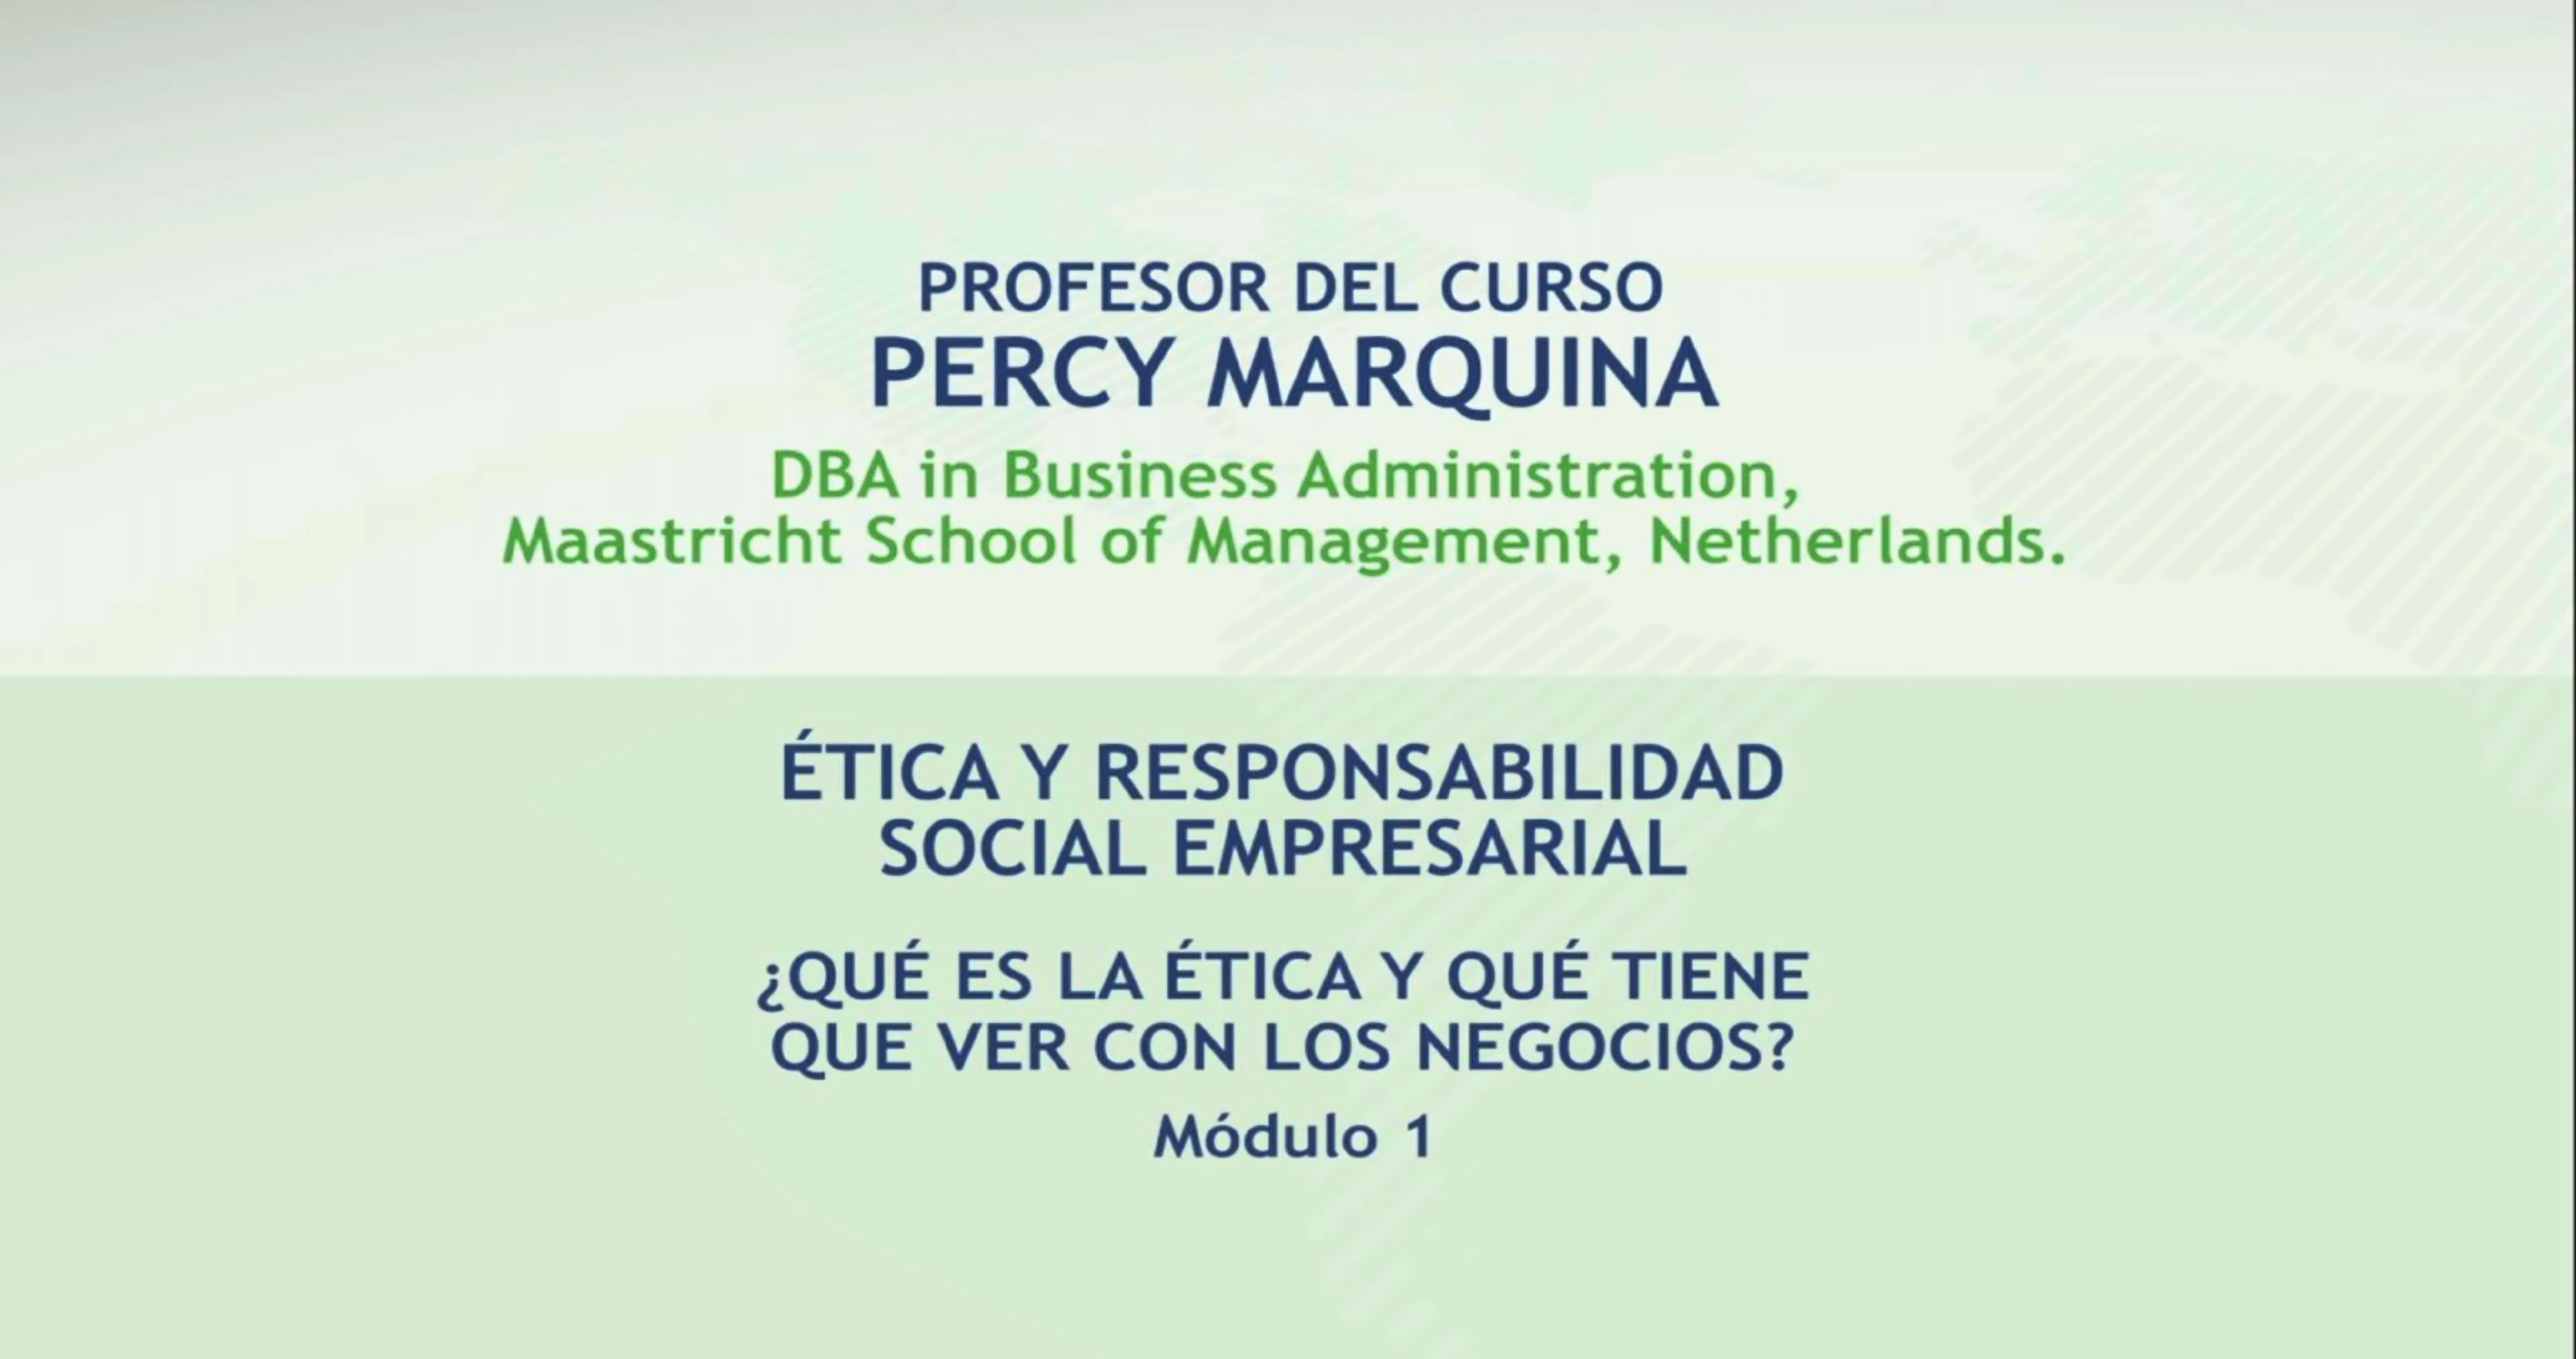 PROFESOR DEL CURSO
PERCY MARQUINA
DBA in Business Administration,
Maastricht School of Management, Netherlands.
ÉTICA Y RESPONSABILIDAD
SOCIAL EMPRESARIAL
¿QUÉ ES LA ÉTICA Y QUÉ TIENE
QUE VER CON LOS NEGOCIOS?
Módulo 1